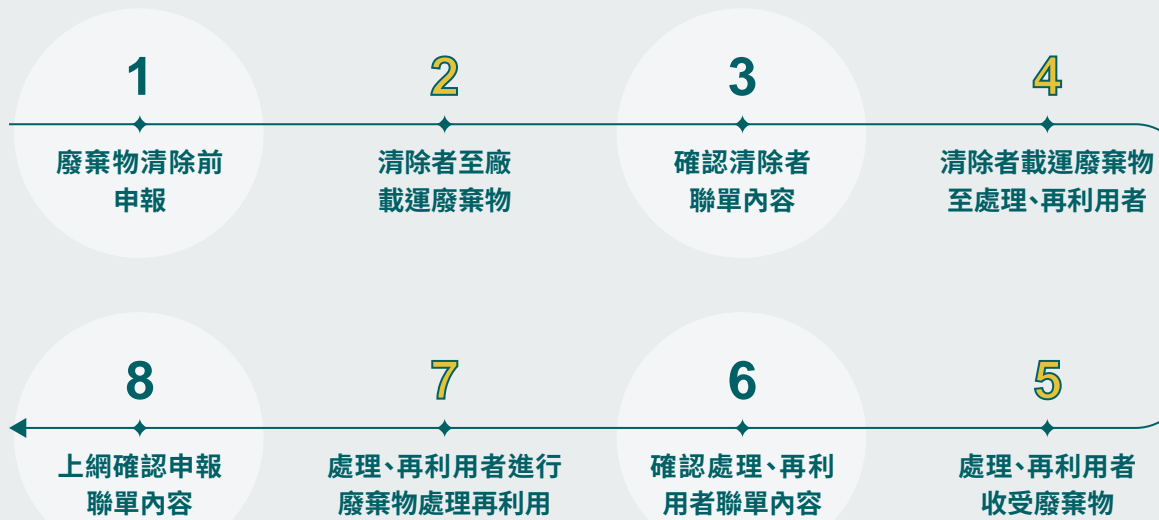 1
廢棄物清除前
申報
2
清除者至廠
載運廢棄物
3
確認清除者
聯單內容
4
清除者載運廢棄物
至處理、再利用者
5
處理、再利用者
收受廢棄物
6
確認處理、再利
用者聯單內容
7
處理、再利用者進行
廢棄物處理再利用
8
上網確認申報
聯單內容